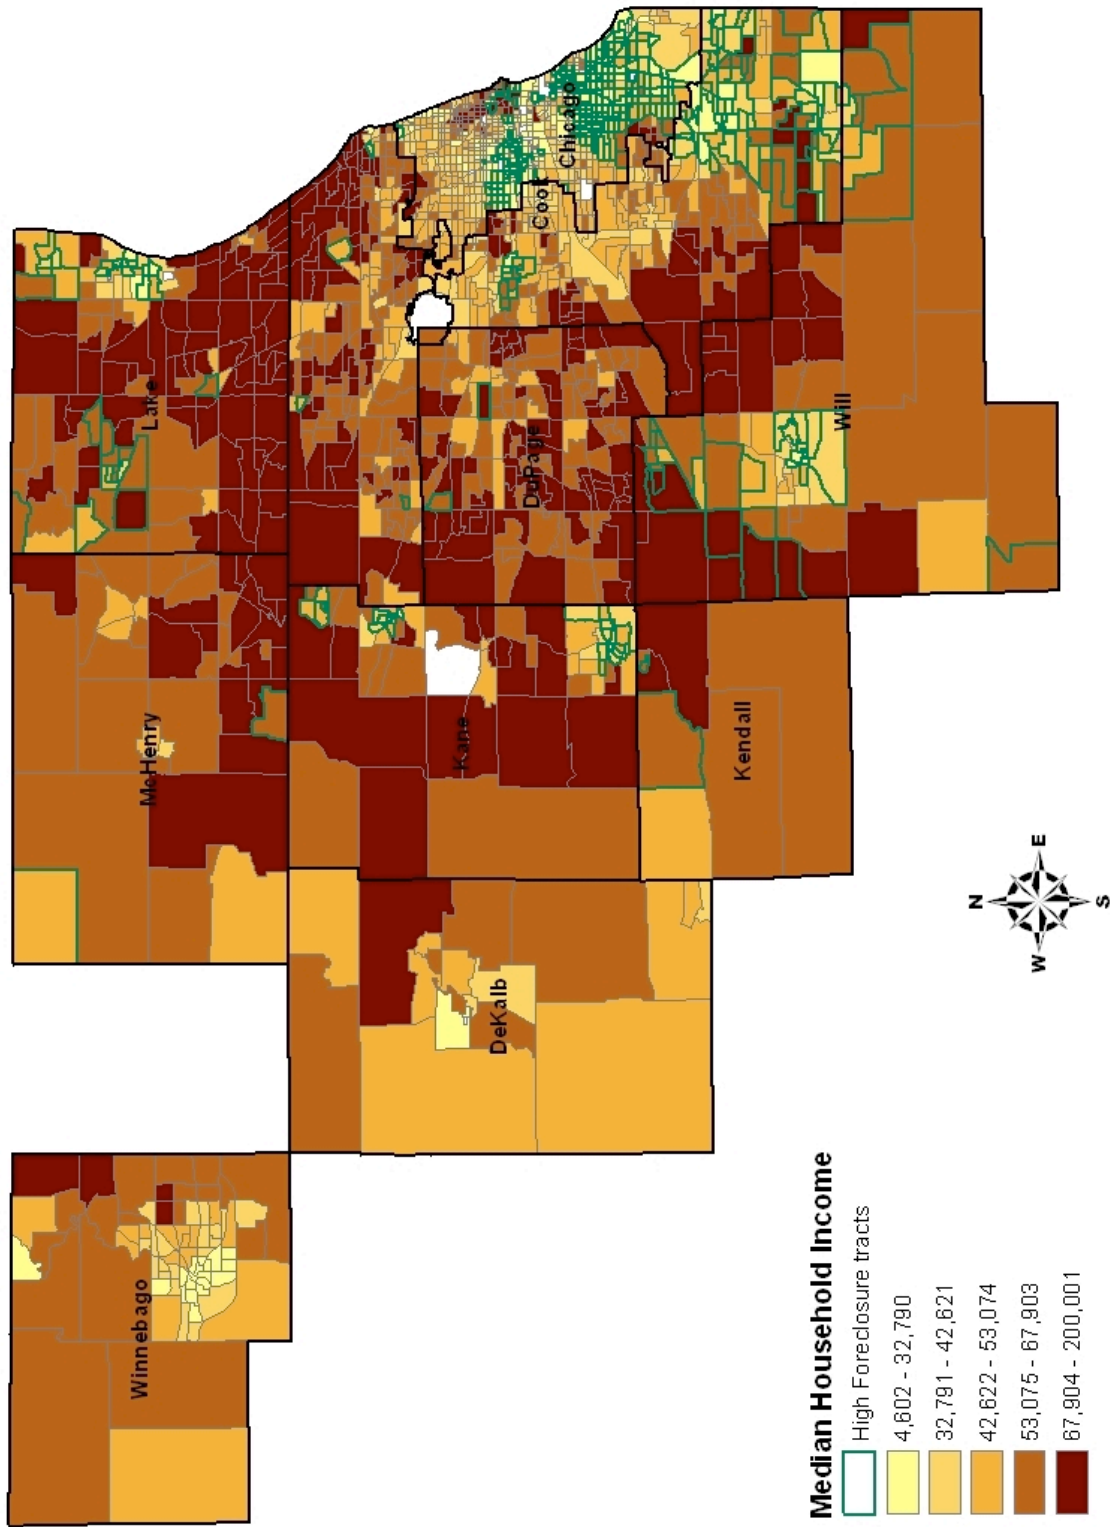 Winnebago
McHenry
Lake
DeKalb
Kane
DuPage
Cook
Chicago
Kendall
Will
N
W
E
S
Median Household Income
High Foreclosure tracts
4,602 - 32,790
32,791 - 42,621
42,622 - 53,074
53,075 - 67,903
67,904 - 200,001